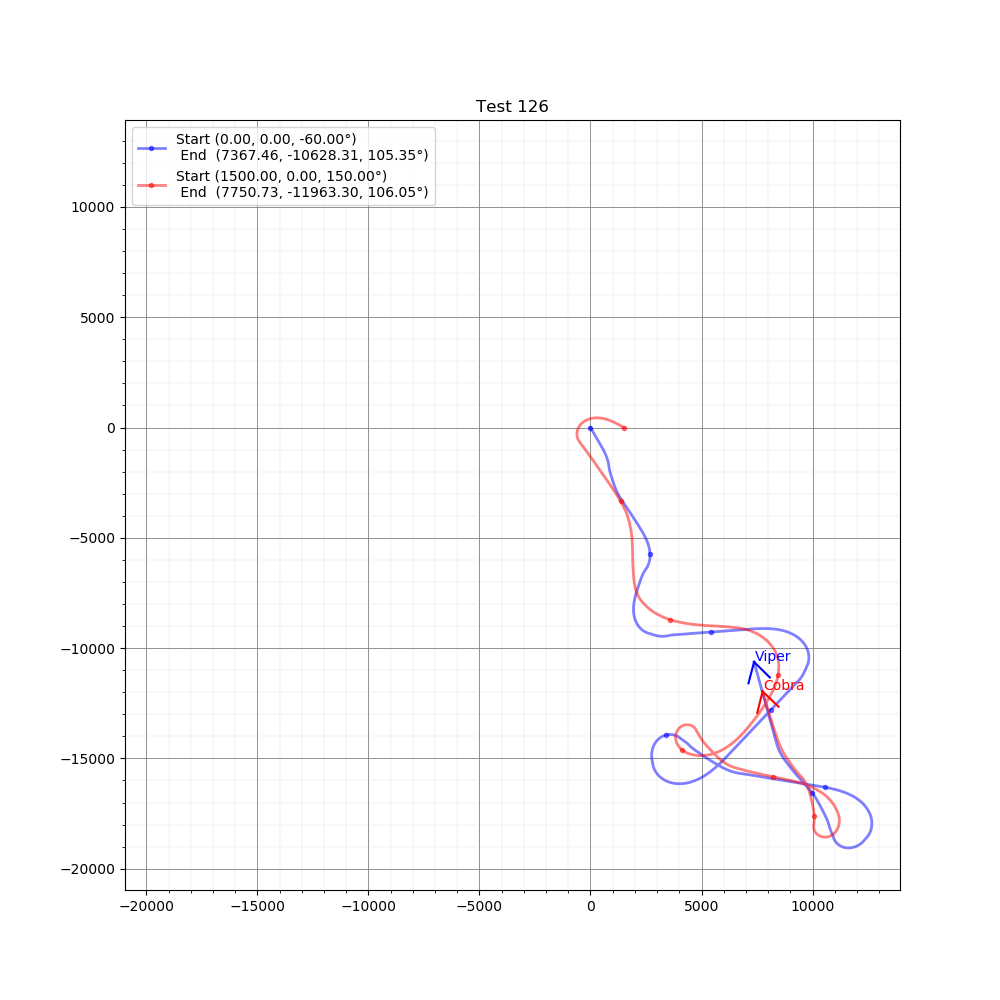 Test 126
Start (0.00, 0.00, -60.00°)
End (7367.46, -10628.31, 105.35°)
Start (1500.00, 0.00, 150.00°)
End (7750.73, -11963.30, 106.05°)
10000
5000
0
−5000
−10000
−15000
−20000
Viper
Cobra
−20000 −15000 −10000 −5000 0 5000 10000